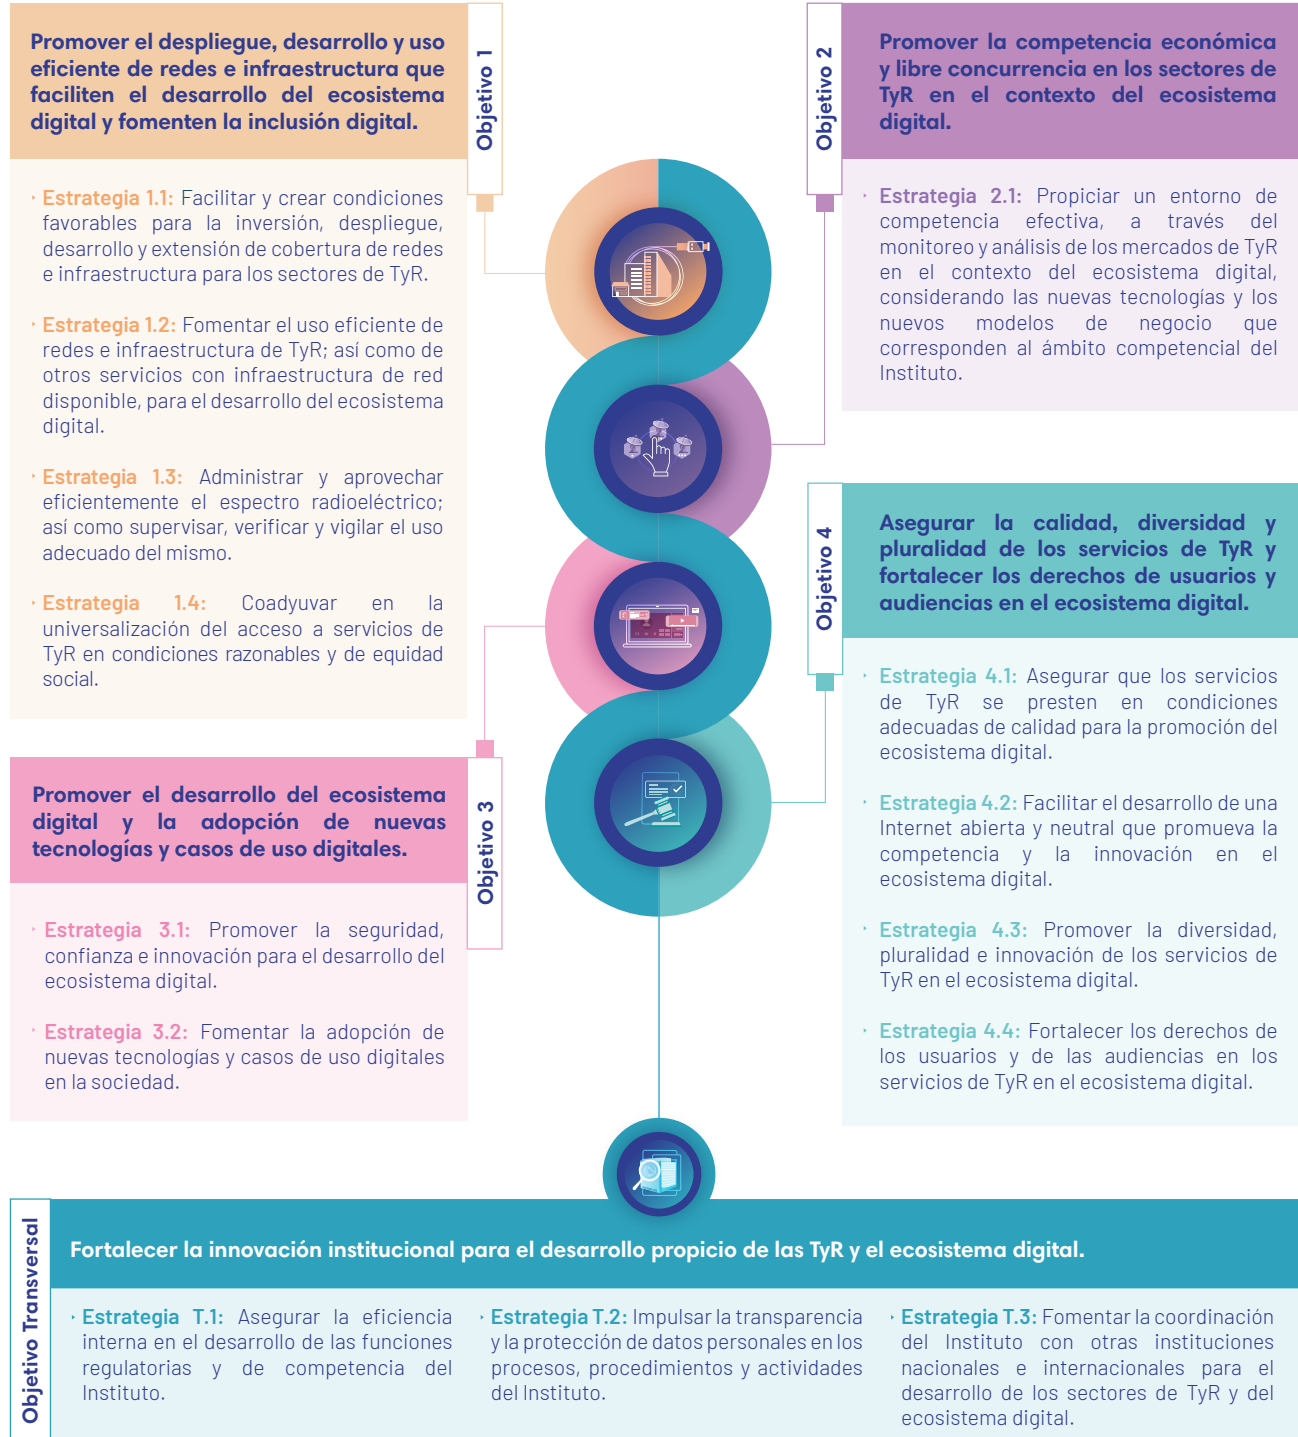 Objetivo 1
Promover el despliegue, desarrollo y uso
eficiente de redes e infraestructura que
faciliten el desarrollo del ecosistema
digital y fomenten la inclusión digital.
‣ Estrategia 1.1: Facilitar y crear condiciones
favorables para la inversión, despliegue,
desarrollo y extensión de cobertura de redes
e infraestructura para los sectores de TyR.
‣ Estrategia 1.2: Fomentar el uso eficiente de
redes e infraestructura de TyR; así como de
otros servicios con infraestructura de red
disponible, para el desarrollo del ecosistema
digital.
‣ Estrategia 1.3: Administrar y aprovechar
eficientemente el espectro radioeléctrico;
así como supervisar, verificar y vigilar el uso
adecuado del mismo.
‣ Estrategia 1.4: Coadyuvar en la
universalización del acceso a servicios de
TyR en condiciones razonables y de equidad
social.
Objetivo 2
Promover la competencia económica
y libre concurrencia en los sectores de
TyR en el contexto del ecosistema
digital.
‣ Estrategia 2.1: Propiciar un entorno de
competencia efectiva, a través del
monitoreo y análisis de los mercados de TyR
en el contexto del ecosistema digital,
considerando las nuevas tecnologías y los
nuevos modelos de negocio que
corresponden al ámbito competencial del
Instituto.
Objetivo 3
Promover el desarrollo del ecosistema
digital y la adopción de nuevas
tecnologías y casos de uso digitales.
‣ Estrategia 3.1: Promover la seguridad,
confianza e innovación para el desarrollo del
ecosistema digital.
‣ Estrategia 3.2: Fomentar la adopción de
nuevas tecnologías y casos de uso digitales
en la sociedad.
Objetivo 4
Asegurar la calidad, diversidad y
pluralidad de los servicios de TyR y
fortalecer los derechos de usuarios y
audiencias en el ecosistema digital.
‣ Estrategia 4.1: Asegurar que los servicios
de TyR se presten en condiciones
adecuadas de calidad para la promoción del
ecosistema digital.
‣ Estrategia 4.2: Facilitar el desarrollo de una
Internet abierta y neutral que promueva la
competencia y la innovación en el
ecosistema digital.
‣ Estrategia 4.3: Promover la diversidad,
pluralidad e innovación de los servicios de
TyR en el ecosistema digital.
‣ Estrategia 4.4: Fortalecer los derechos de
los usuarios y de las audiencias en los
servicios de TyR en el ecosistema digital.
Objetivo Transversal
Fortalecer la innovación institucional para el desarrollo propicio de las TyR y el ecosistema digital.
‣ Estrategia T.1: Asegurar la eficiencia
interna en el desarrollo de las funciones
regulatorias y de competencia del
Instituto.
‣ Estrategia T.2: Impulsar la transparencia
y la protección de datos personales en los
procesos, procedimientos y actividades
del Instituto.
‣ Estrategia T.3: Fomentar la coordinación
del Instituto con otras instituciones
nacionales e internacionales para el
desarrollo de los sectores de TyR y del
ecosistema digital.